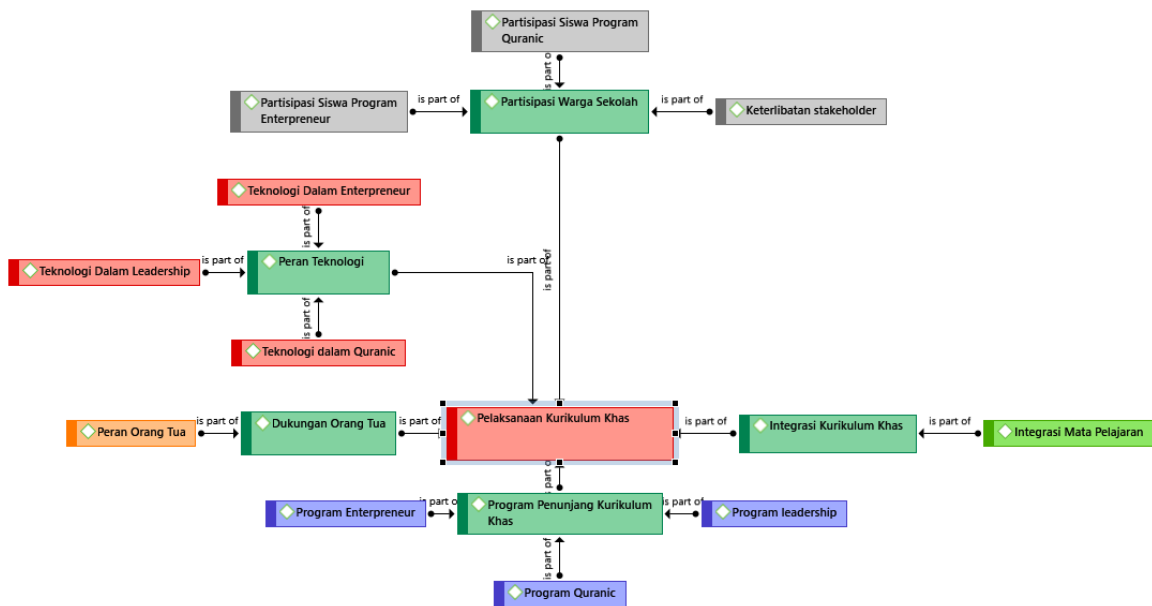 Partisipasi Siswa Program
Quranic
is part of
Partisipasi Siswa Program
Enterpreneur
is part of
Partisipasi Warga Sekolah
is part of
Keterlibatan stakeholder
Teknologi Dalam Enterpreneur
is part of
Teknologi Dalam Leadership
is part of
Peran Teknologi
is part of
is part of
is part of
Teknologi dalam Quranic
Peran Orang Tua
is part of
Dukungan Orang Tua
is part of
Pelaksanaan Kurikulum Khas
is part of
Integrasi Kurikulum Khas
is part of
Integrasi Mata Pelajaran
is part of
Program Enterpreneur
is part of
Program Penunjang Kurikulum
Khas
is part of
Program leadership
is part of
Program Quranic